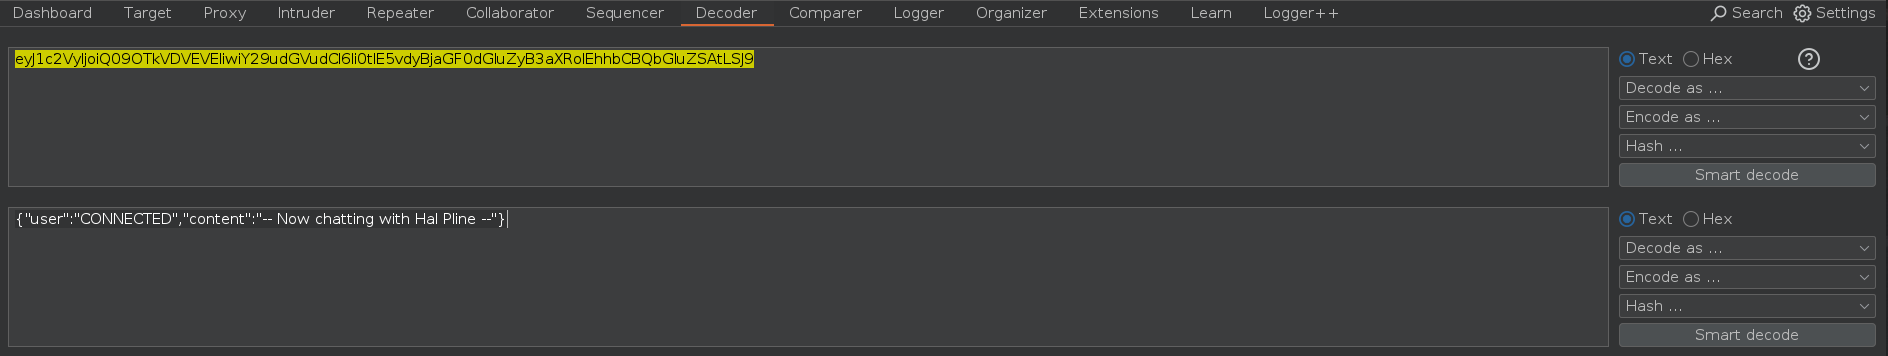 Dashboard Target Proxy Intruder Repeater Collaborator Sequencer Decoder Comparer Logger Organizer Extensions Learn Logger++ Search Settings
eyJ1c2VyIjoiQ09OTkVDVEVEIiwiY29udGVudCI6Ii0tIE5vdyBjaGF0dGluZyB3aXRoIEhhbCBQbGluZSAtLSJ9
Text Hex ?
Decode as ...
Encode as ...
Hash ...
Smart decode
{"user":"CONNECTED","content":"-- Now chatting with Hal Pline --"}
Text Hex
Decode as ...
Encode as ...
Hash ...
Smart decode